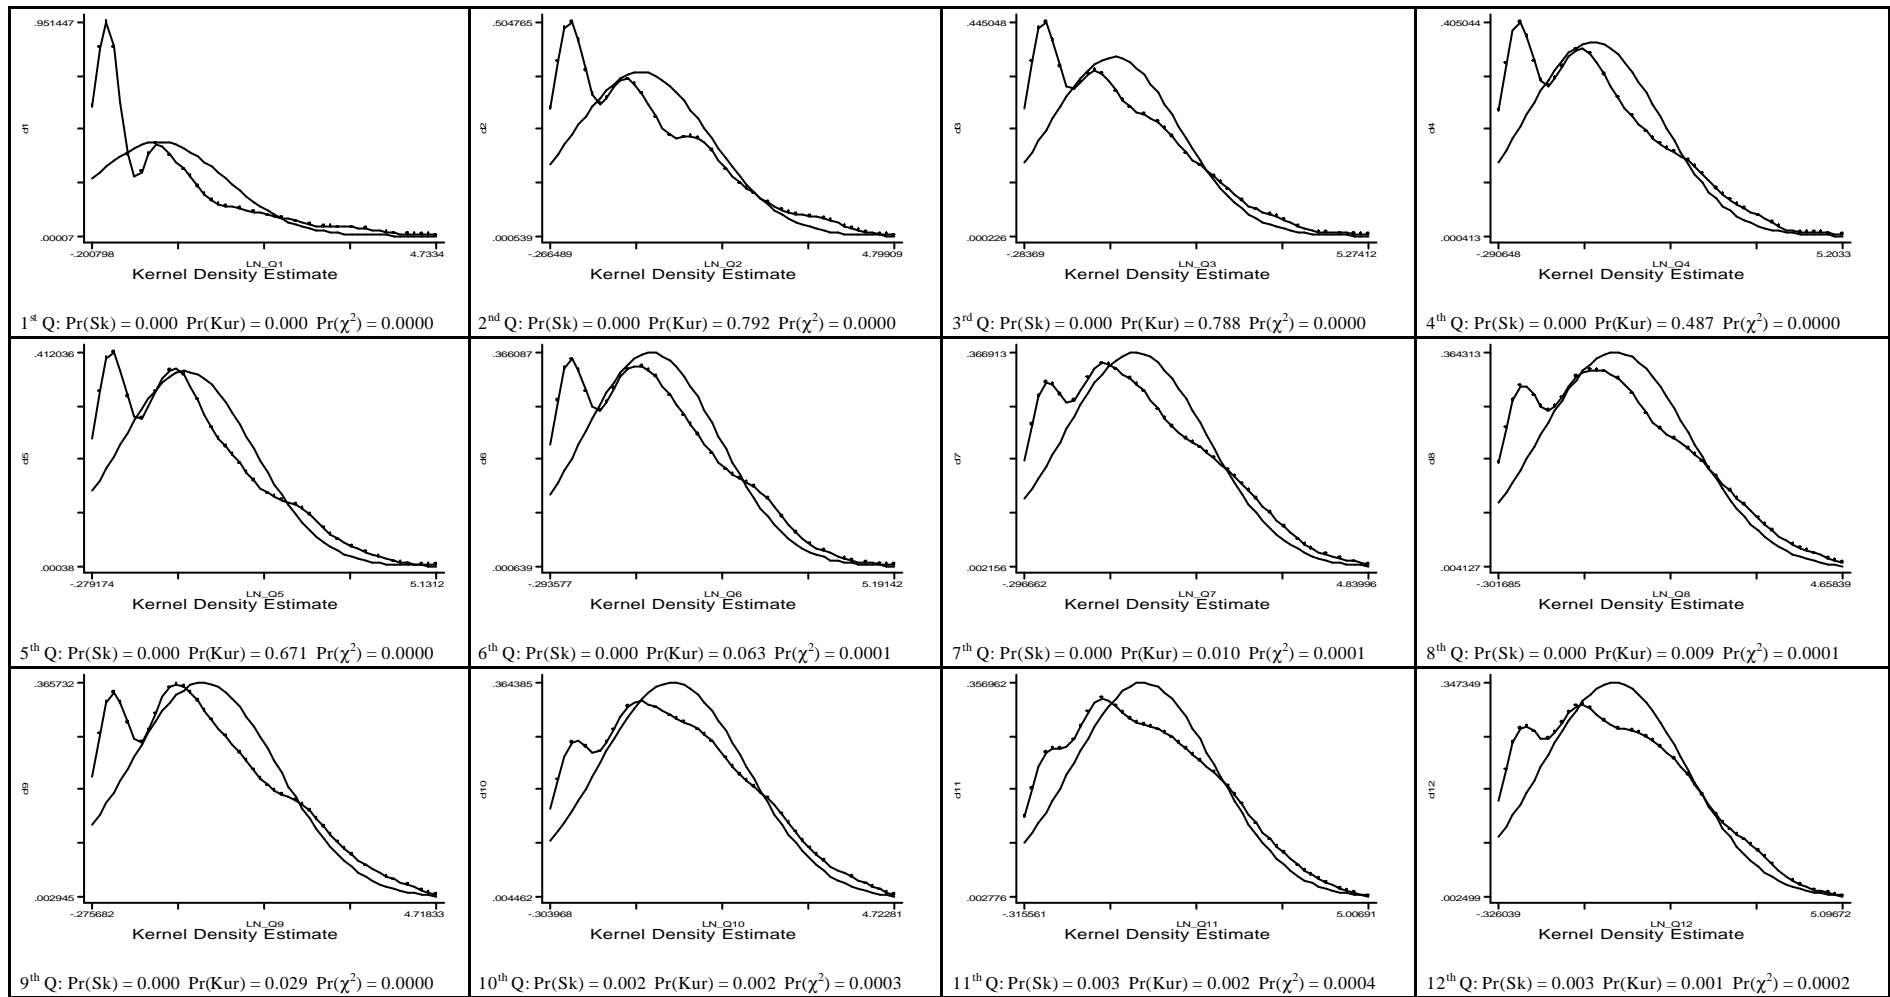 .951447
d1
.00007
-.200798 4.7334
LN_Q1
Kernel Density Estimate
1st Q: Pr(Sk) = 0.000 Pr(Kur) = 0.000 Pr(χ2) = 0.0000
.504765
d2
.000539
-.266489 4.79909
LN_Q2
Kernel Density Estimate
2nd Q: Pr(Sk) = 0.000 Pr(Kur) = 0.792 Pr(χ2) = 0.0000
.445048
d3
.000226
-.28369 5.27412
LN_Q3
Kernel Density Estimate
3rd Q: Pr(Sk) = 0.000 Pr(Kur) = 0.788 Pr(χ2) = 0.0000
.405044
d4
.000413
-.290648 5.2033
LN_Q4
Kernel Density Estimate
4th Q: Pr(Sk) = 0.000 Pr(Kur) = 0.487 Pr(χ2) = 0.0000
.412036
d5
.00038
-.279174 5.1312
LN_Q5
Kernel Density Estimate
5th Q: Pr(Sk) = 0.000 Pr(Kur) = 0.671 Pr(χ2) = 0.0000
.366087
d6
.000639
-.293577 5.19142
LN_Q6
Kernel Density Estimate
6th Q: Pr(Sk) = 0.000 Pr(Kur) = 0.063 Pr(χ2) = 0.0001
.366913
d7
.002156
-.296662 4.83996
LN_Q7
Kernel Density Estimate
7th Q: Pr(Sk) = 0.000 Pr(Kur) = 0.010 Pr(χ2) = 0.0001
.364313
d8
.004127
-.301685 4.65839
LN_Q8
Kernel Density Estimate
8th Q: Pr(Sk) = 0.000 Pr(Kur) = 0.009 Pr(χ2) = 0.0001
.365732
d9
.002945
-.275682 4.71833
LN_Q9
Kernel Density Estimate
9th Q: Pr(Sk) = 0.000 Pr(Kur) = 0.029 Pr(χ2) = 0.0000
.364385
d10
.004462
-.303968 4.72281
LN_Q10
Kernel Density Estimate
10th Q: Pr(Sk) = 0.002 Pr(Kur) = 0.002 Pr(χ2) = 0.0003
.356962
d11
.002776
-.315561 5.00691
LN_Q11
Kernel Density Estimate
11th Q: Pr(Sk) = 0.003 Pr(Kur) = 0.002 Pr(χ2) = 0.0004
.347349
d12
.002499
-.326039 5.09672
LN_Q12
Kernel Density Estimate
12th Q: Pr(Sk) = 0.003 Pr(Kur) = 0.001 Pr(χ2) = 0.0002